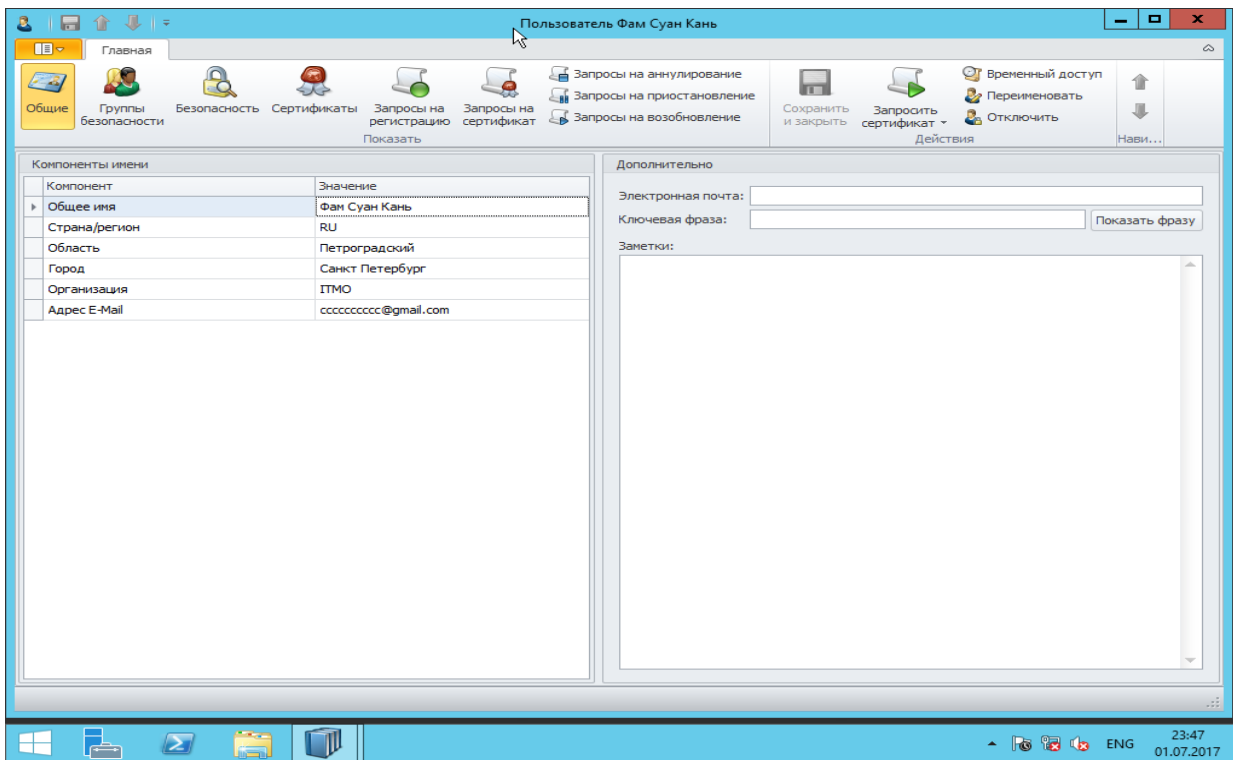 Пользователь Фам Суан Кань
Главная
Общие
Группы
безопасности
Безопасность
Сертификаты
Запросы на
регистрацию
Запросы на
сертификат
Запросы на аннулирование
Запросы на приостановление
Запросы на возобновление
Показать
Сохранить
и закрыть
Запросить
сертификат
Временный доступ
Переименовать
Отключить
Действия
Нави...
Компоненты имени
Компонент Значение
Общее имя Фам Суан Кань
Страна/регион RU
Область Петроградский
Город Санкт Петербург
Организация ITMO
Адрес E-Mail cccccccccc@gmail.com
Дополнительно
Электронная почта:
Ключевая фраза: Показать фразу
Заметки:
ENG
23:47
01.07.2017